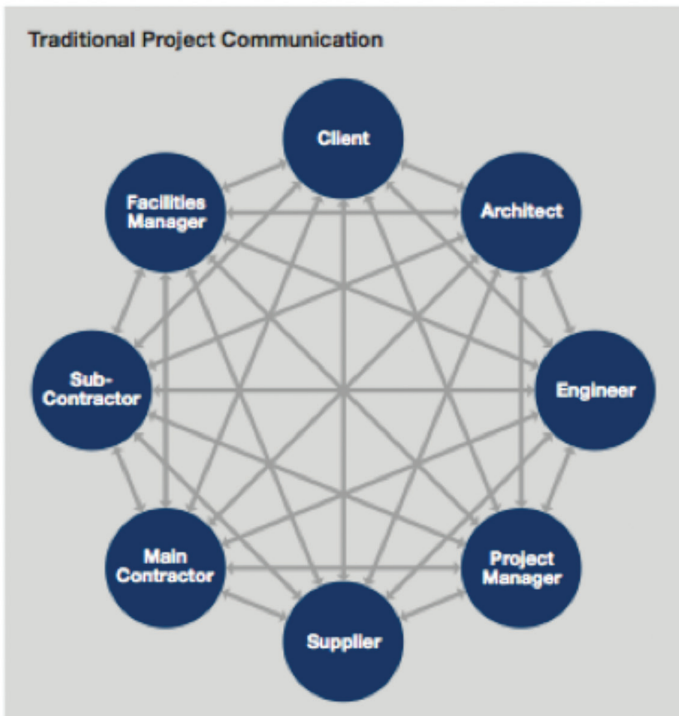 Traditional Project Communication
Client
Facilities
Manager
Architect
Sub-
Contractor
Engineer
Main
Contractor
Project
Manager
Supplier